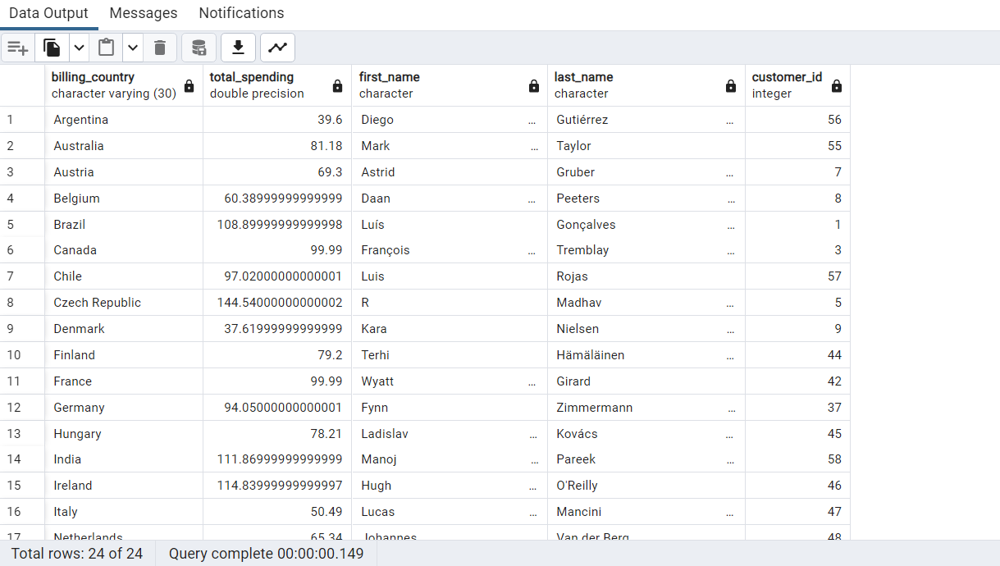 Data Output Messages Notifications
billing_country total_spending first_name last_name customer_id
character varying (30) double precision character character integer
1 Argentina 39.6 Diego ... Gutiérrez ... 56
2 Australia 81.18 Mark ... Taylor 55
3 Austria 69.3 Astrid Gruber ... 7
4 Belgium 60.38999999999999 Daan ... Peeters ... 8
5 Brazil 108.89999999999998 Luís Gonçalves ... 1
6 Canada 99.99 François ... Tremblay ... 3
7 Chile 97.02000000000001 Luis Rojas 57
8 Czech Republic 144.54000000000002 R Madhav ... 5
9 Denmark 37.61999999999999 Kara Nielsen ... 9
10 Finland 79.2 Terhi Hämäläinen ... 44
11 France 99.99 Wyatt ... Girard 42
12 Germany 94.05000000000001 Fynn Zimmermann ... 37
13 Hungary 78.21 Ladislav ... Kovács ... 45
14 India 111.86999999999999 Manoj ... Pareek ... 58
15 Ireland 114.83999999999997 Hugh ... O'Reilly 46
16 Italy 50.49 Lucas ... Mancini ... 47
17 Netherlands 65.34 Johannes Van der Berg 48
Total rows: 24 of 24 Query complete 00:00:00.149